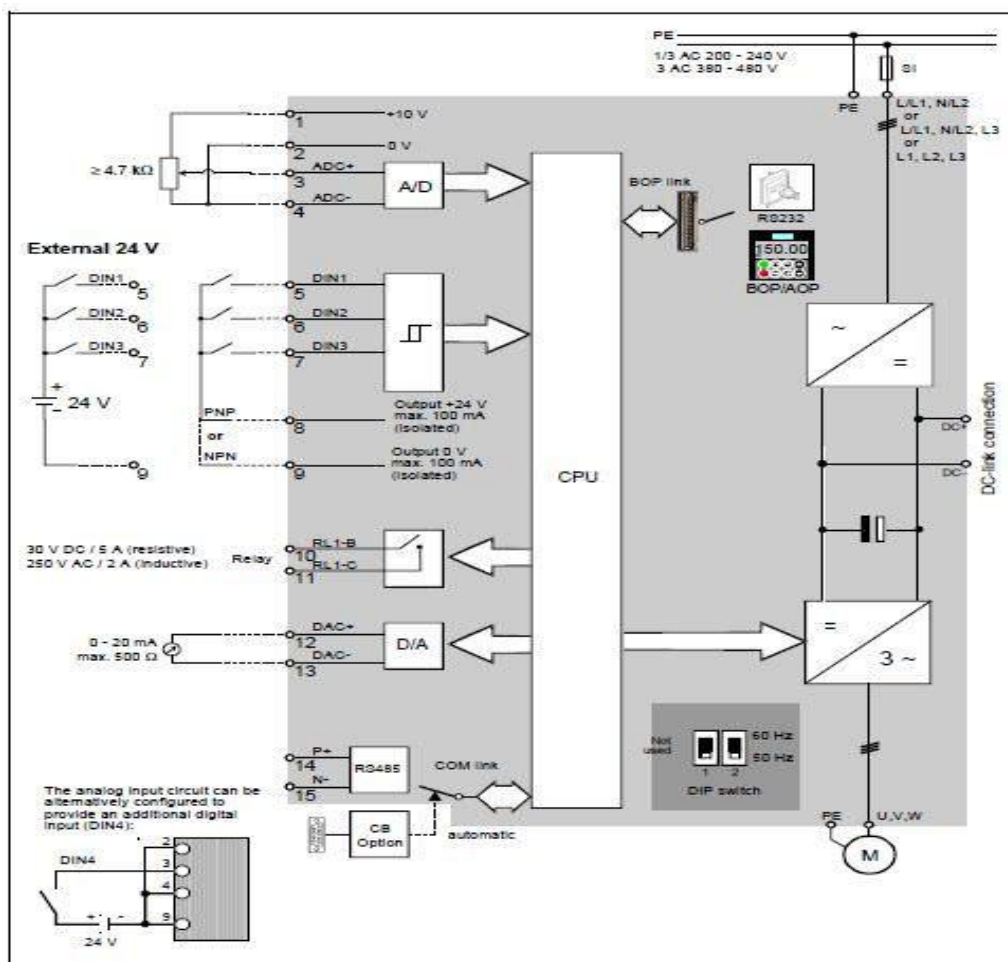 PE
1/3 AC 200 - 240 V
3 AC 380 - 480 V
SI
PE
L/L1, N/L2
or
L/L1, N/L2, L3
or
L1, L2, L3
1
+10 V
2
0 V
≥ 4.7 kΩ
3
ADC+
4
ADC-
A/D
BOP link
RS232
150.00
BOP/AOP
External 24 V
DIN1
5
DIN2
6
DIN3
7
24 V
+
-
9
DIN1
5
DIN2
6
DIN3
7
PNP
or
NPN
8
Output +24 V
max. 100 mA
(isolated)
9
Output 0 V
max. 100 mA
(isolated)
CPU
~
=
DC+
DC-
DC-link connection
30 V DC / 5 A (resistive)
250 V AC / 2 A (inductive)
Relay
RL1-B
10
RL1-C
11
0 - 20 mA
max. 500 Ω
DAC+
12
DAC-
13
D/A
=
3 ~
P+
14
N-
15
RS485
COM link
CB
Option
automatic
Not
used
60 Hz
50 Hz
1
2
DIP switch
PE
U,V,W
M
The analog input circuit can be
alternatively configured to
provide an additional digital
input (DIN4):
DIN4
2
3
4
9
+
-
24 V